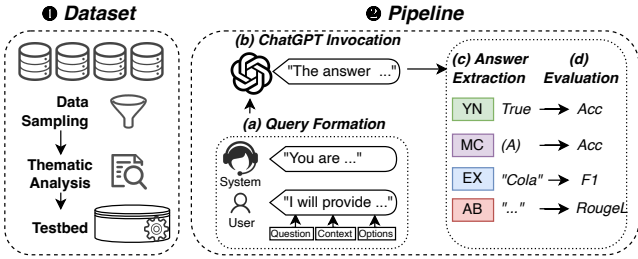 ❶ Dataset
Data
Sampling
Thematic
Analysis
Testbed
❷ Pipeline
(b) ChatGPT Invocation
"The answer ..."
(a) Query Formation
System
"You are ..."
User
"I will provide ..."
Question Context Options
(c) Answer
Extraction
(d)
Evaluation
YN True Acc
MC (A) Acc
EX "Cola" F1
AB "..." RougeL